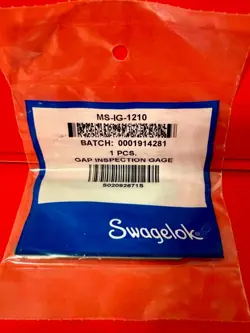 MS-IG-1210
BATCH: 0001914281
1 PCS.
GAP INSPECTION GAGE
5020926715
Swagelok